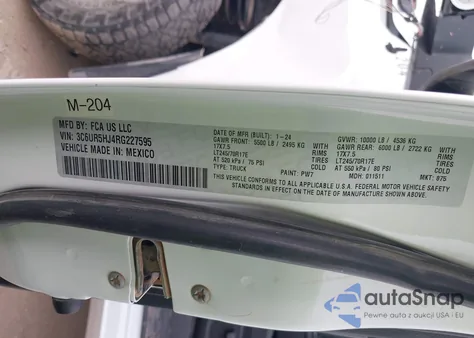 M-204
MFD BY: FCA US LLC
VIN: 3C6UR5HJ4RG227595
VEHICLE MADE IN: MEXICO
DATE OF MFR (BUILT): 1-24 GVWR: 10000 LB / 4536 KG
GAWR FRONT: 5500 LB / 2495 KG GAWR REAR: 6000 LB / 2722 KG
17X7.5 RIMS 17X7.5 RIMS
LT245/70R17E TIRES LT245/70R17E TIRES
AT 520 kPa / 75 PSI COLD AT 550 kPa / 80 PSI COLD
TYPE: TRUCK PAINT: PW7 MDH: 011511 MKT: 875
THIS VEHICLE CONFORMS TO ALL APPLICABLE U.S.A. FEDERAL MOTOR VEHICLE SAFETY
STANDARDS IN EFFECT ON THE DATE OF MANUFACTURE SHOWN ABOVE.
autoSnap
Pewne auto z aukcji USA i EU